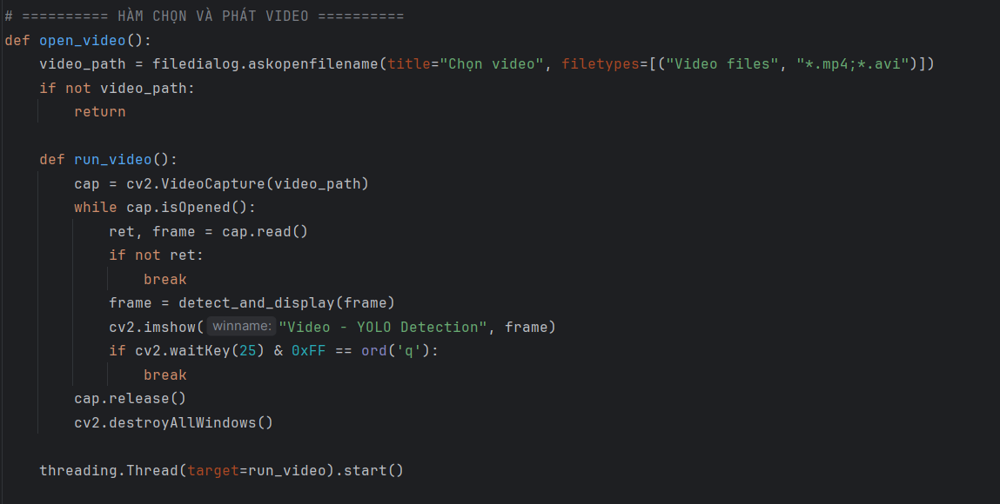 # ========== HÀM CHỌN VÀ PHÁT VIDEO ==========
def open_video():
    video_path = filedialog.askopenfilename(title="Chọn video", filetypes=[("Video files", "*.mp4;*.avi")])
    if not video_path:
        return

    def run_video():
        cap = cv2.VideoCapture(video_path)
        while cap.isOpened():
            ret, frame = cap.read()
            if not ret:
                break
            frame = detect_and_display(frame)
            cv2.imshow( winname: "Video - YOLO Detection", frame)
            if cv2.waitKey(25) & 0xFF == ord('q'):
                break
        cap.release()
        cv2.destroyAllWindows()

    threading.Thread(target=run_video).start()